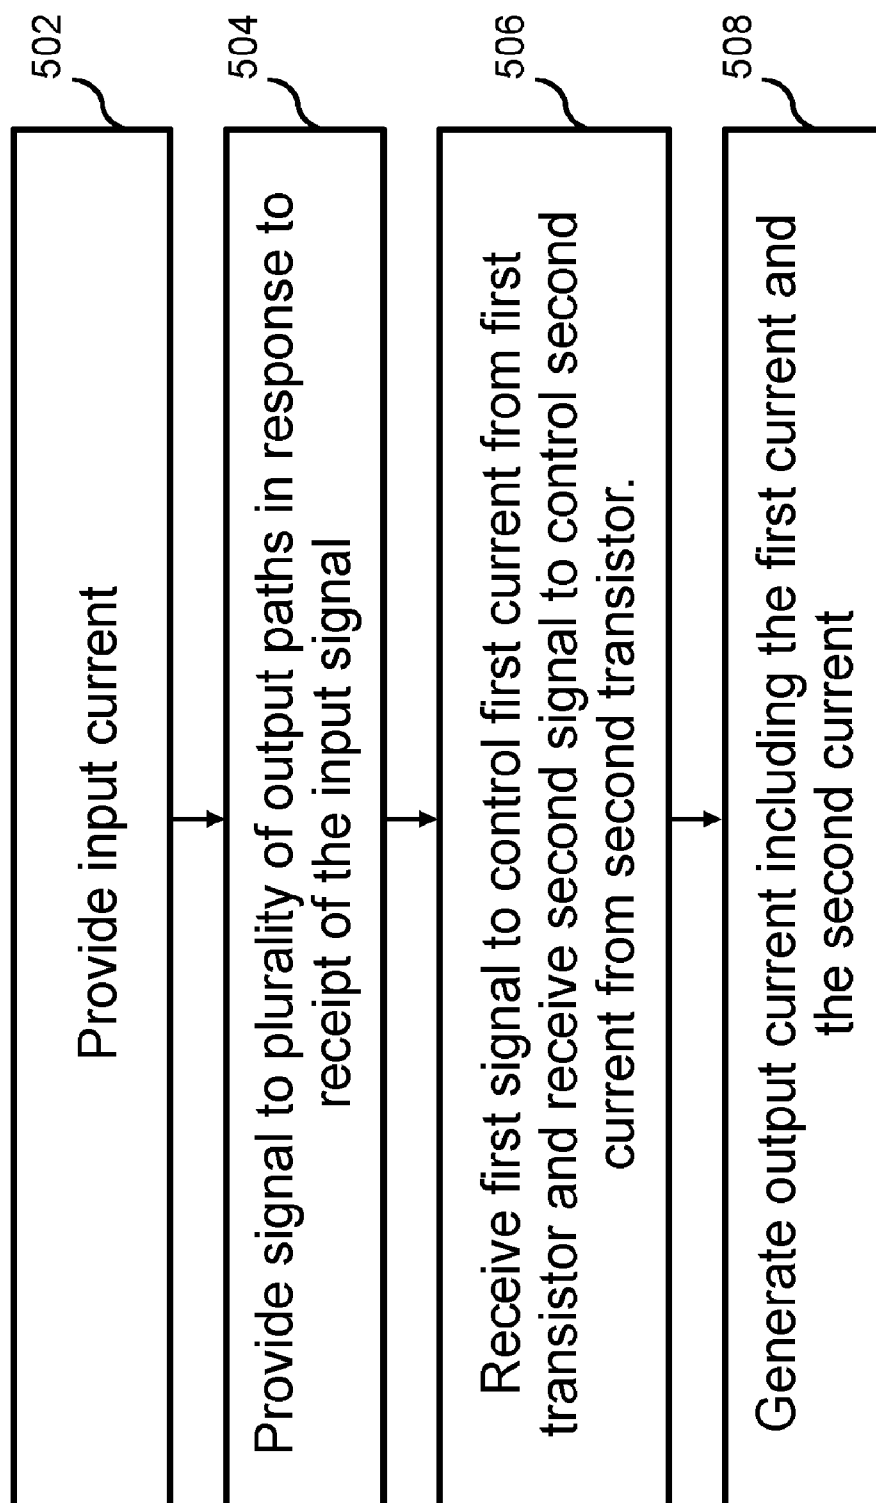 502
Provide input current
504
Provide signal to plurality of output paths in response to
receipt of the input signal
506
Receive first signal to control first current from first
transistor and receive second signal to control second
current from second transistor.
508
Generate output current including the first current and
the second current